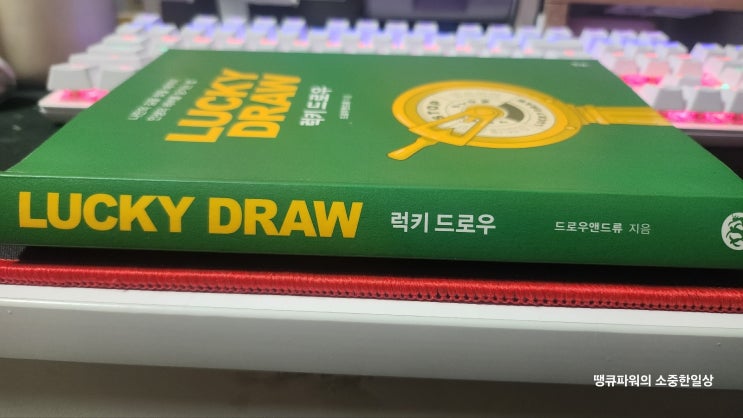 LUCKY
DRAW
럭키 드로우
LUCKY DRAW
럭키 드로우
드로우앤드류 지음
땡큐파워의 소중한일상